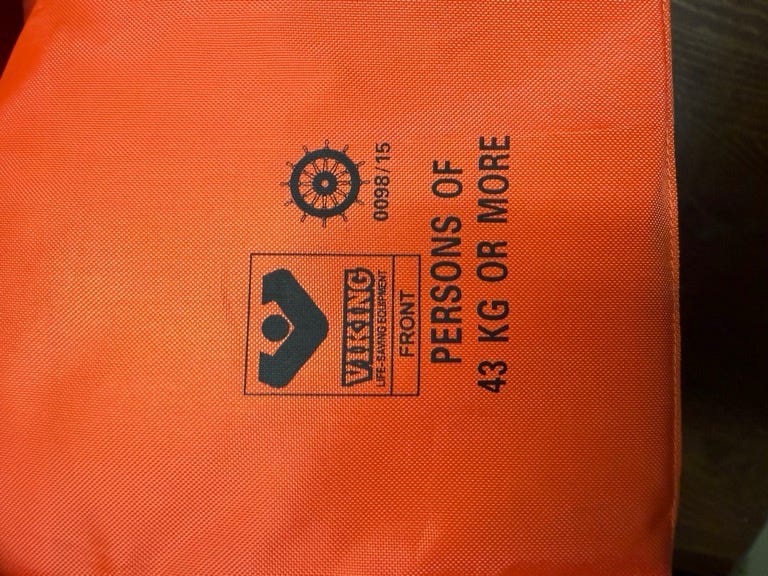 0098/15
VIKING
LIFE-SAVING EQUIPMENT
FRONT
PERSONS OF
43 KG OR MORE